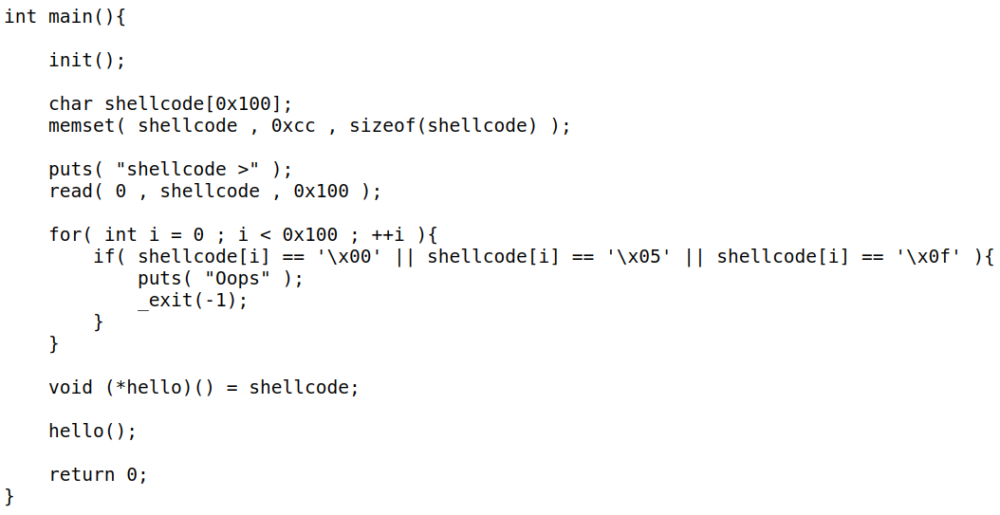 int main(){
    init();
    char shellcode[0x100];
    memset( shellcode , 0xcc , sizeof(shellcode) );
    puts( "shellcode >" );
    read( 0 , shellcode , 0x100 );
    for( int i = 0 ; i < 0x100 ; ++i ){
        if( shellcode[i] == '\x00' || shellcode[i] == '\x05' || shellcode[i] == '\x0f' ){
            puts( "Oops" );
            _exit(-1);
        }
    }
    void (*hello)() = shellcode;
    hello();
    return 0;
}